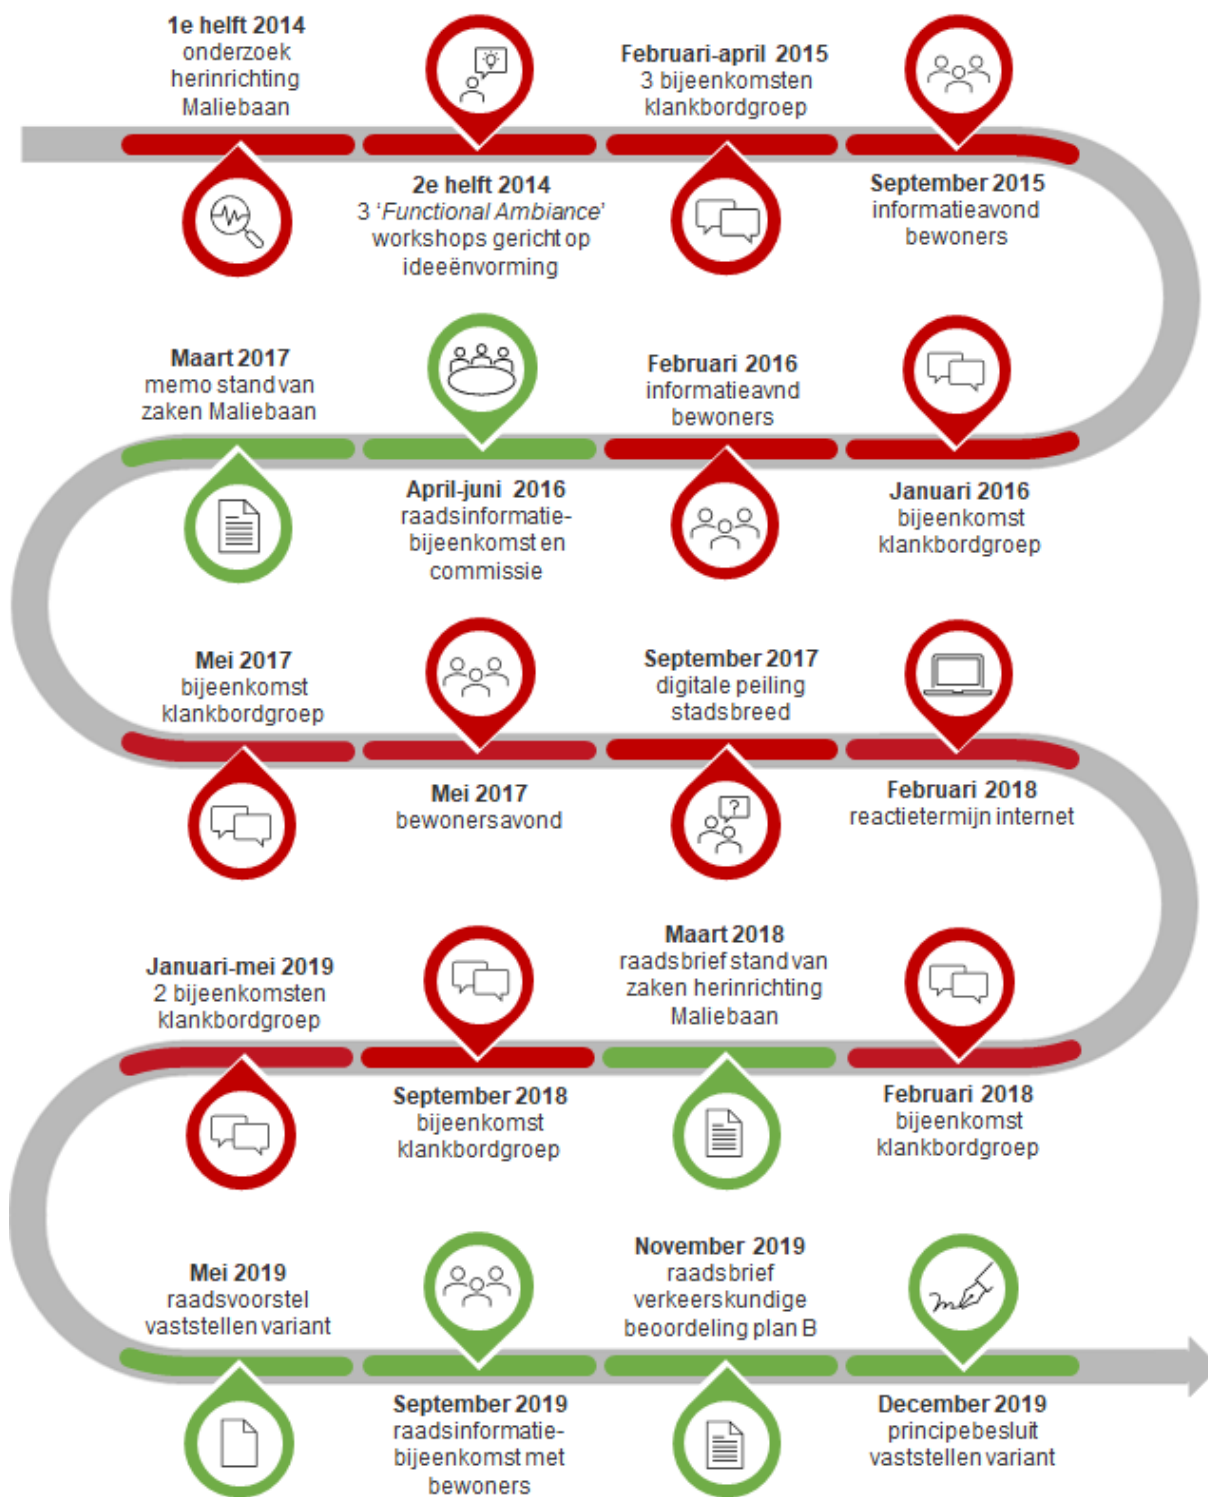 1e helft 2014
onderzoek
herinrichting
Maliebaan
2e helft 2014
3 ‘Functional Ambiance’
workshops gericht op
ideeënvorming
Februari-april 2015
3 bijeenkomsten
klankbordgroep
September 2015
informatieavond
bewoners
Januari 2016
bijeenkomst
klankbordgroep
Februari 2016
informatieavnd
bewoners
April-juni 2016
raadsinformatie-
bijeenkomst en
commissie
Maart 2017
memo stand van
zaken Maliebaan
Mei 2017
bijeenkomst
klankbordgroep
Mei 2017
bewonersavond
September 2017
digitale peiling
stadsbreed
?
Februari 2018
reactietermijn internet
Februari 2018
bijeenkomst
klankbordgroep
Maart 2018
raadsbrief stand van
zaken herinrichting
Maliebaan
September 2018
bijeenkomst
klankbordgroep
Januari-mei 2019
2 bijeenkomsten
klankbordgroep
Mei 2019
raadsvoorstel
vaststellen variant
September 2019
raadsinformatie-
bijeenkomst met
bewoners
November 2019
raadsbrief
verkeerskundige
beoordeling plan B
December 2019
principebesluit
vaststellen variant